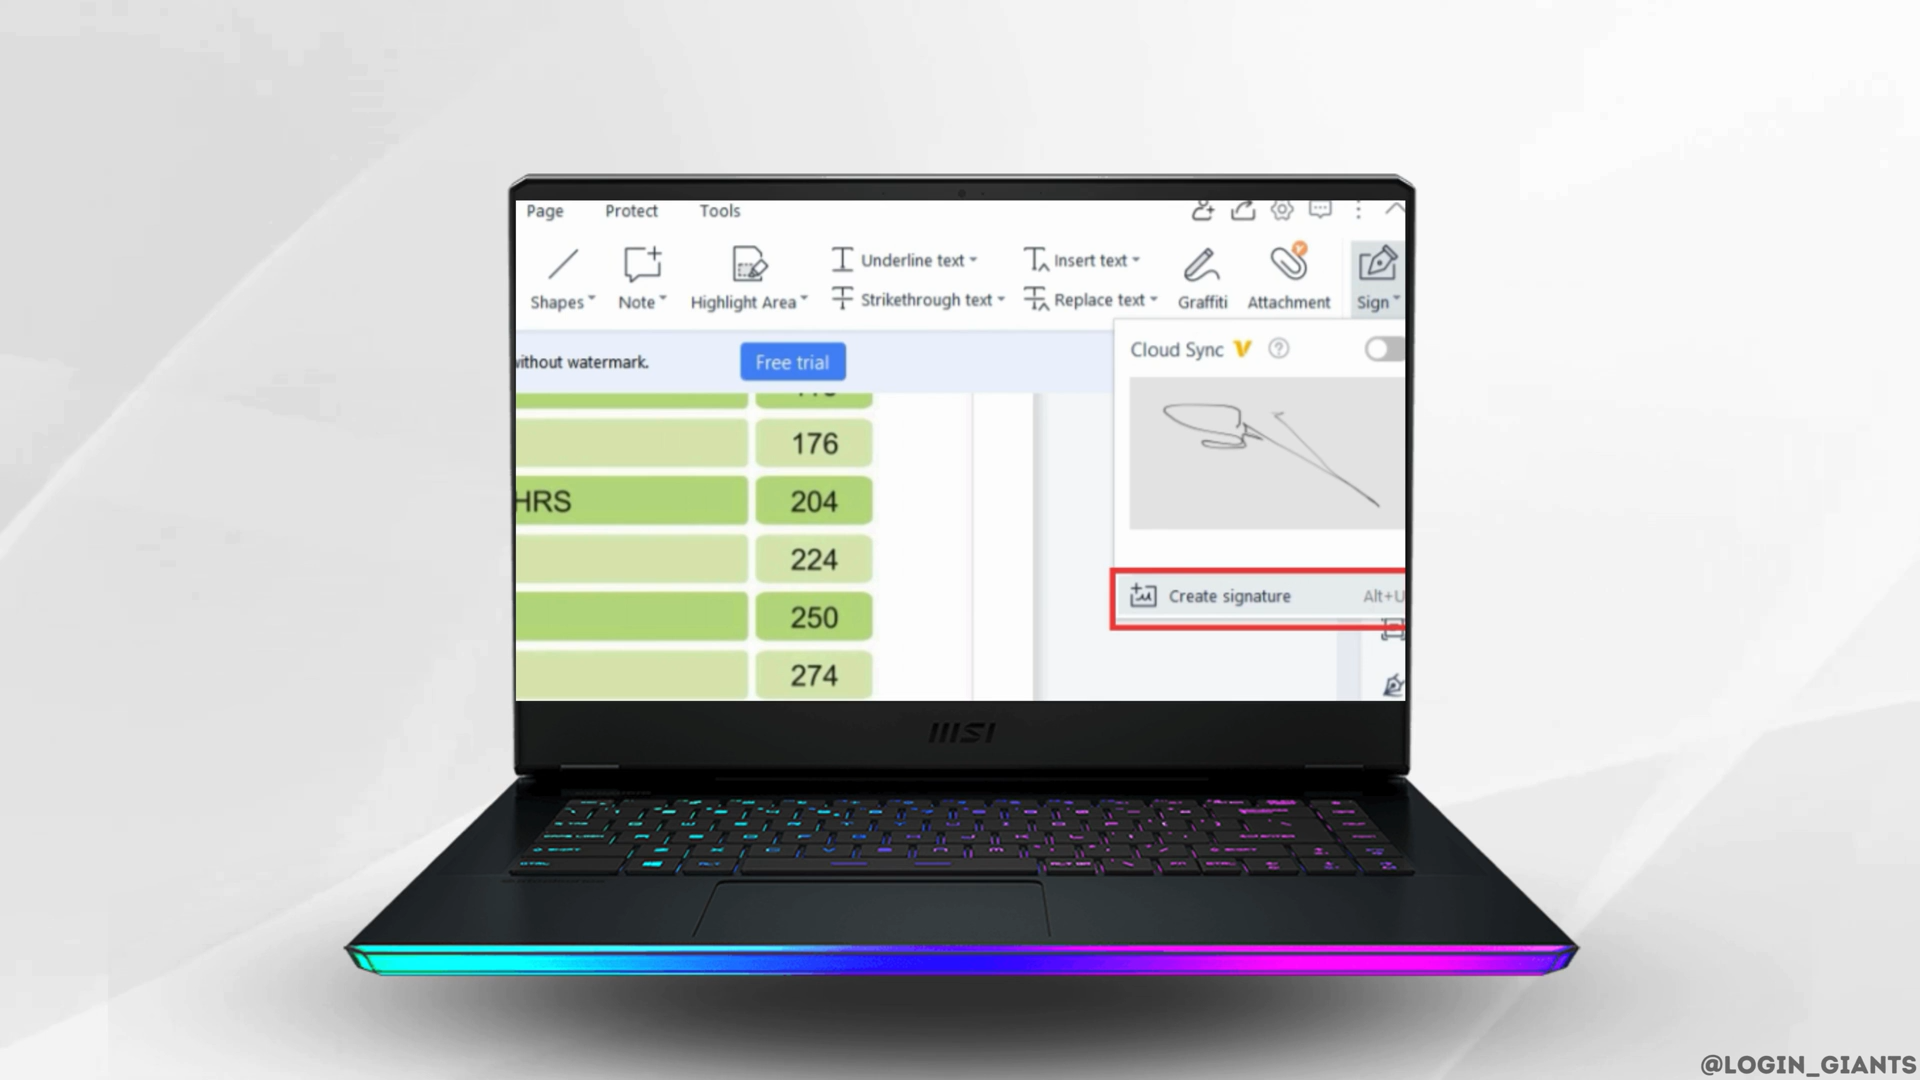 Page Protect Tools
Underline text Insert text
Shapes Note Highlight Area Strikethrough text Replace text Graffiti Attachment Sign
Cloud Sync
without watermark. Free trial
176
HRS 204
224
Create signature Alt+U
250
274
msi
@LOGIN_GIANTS